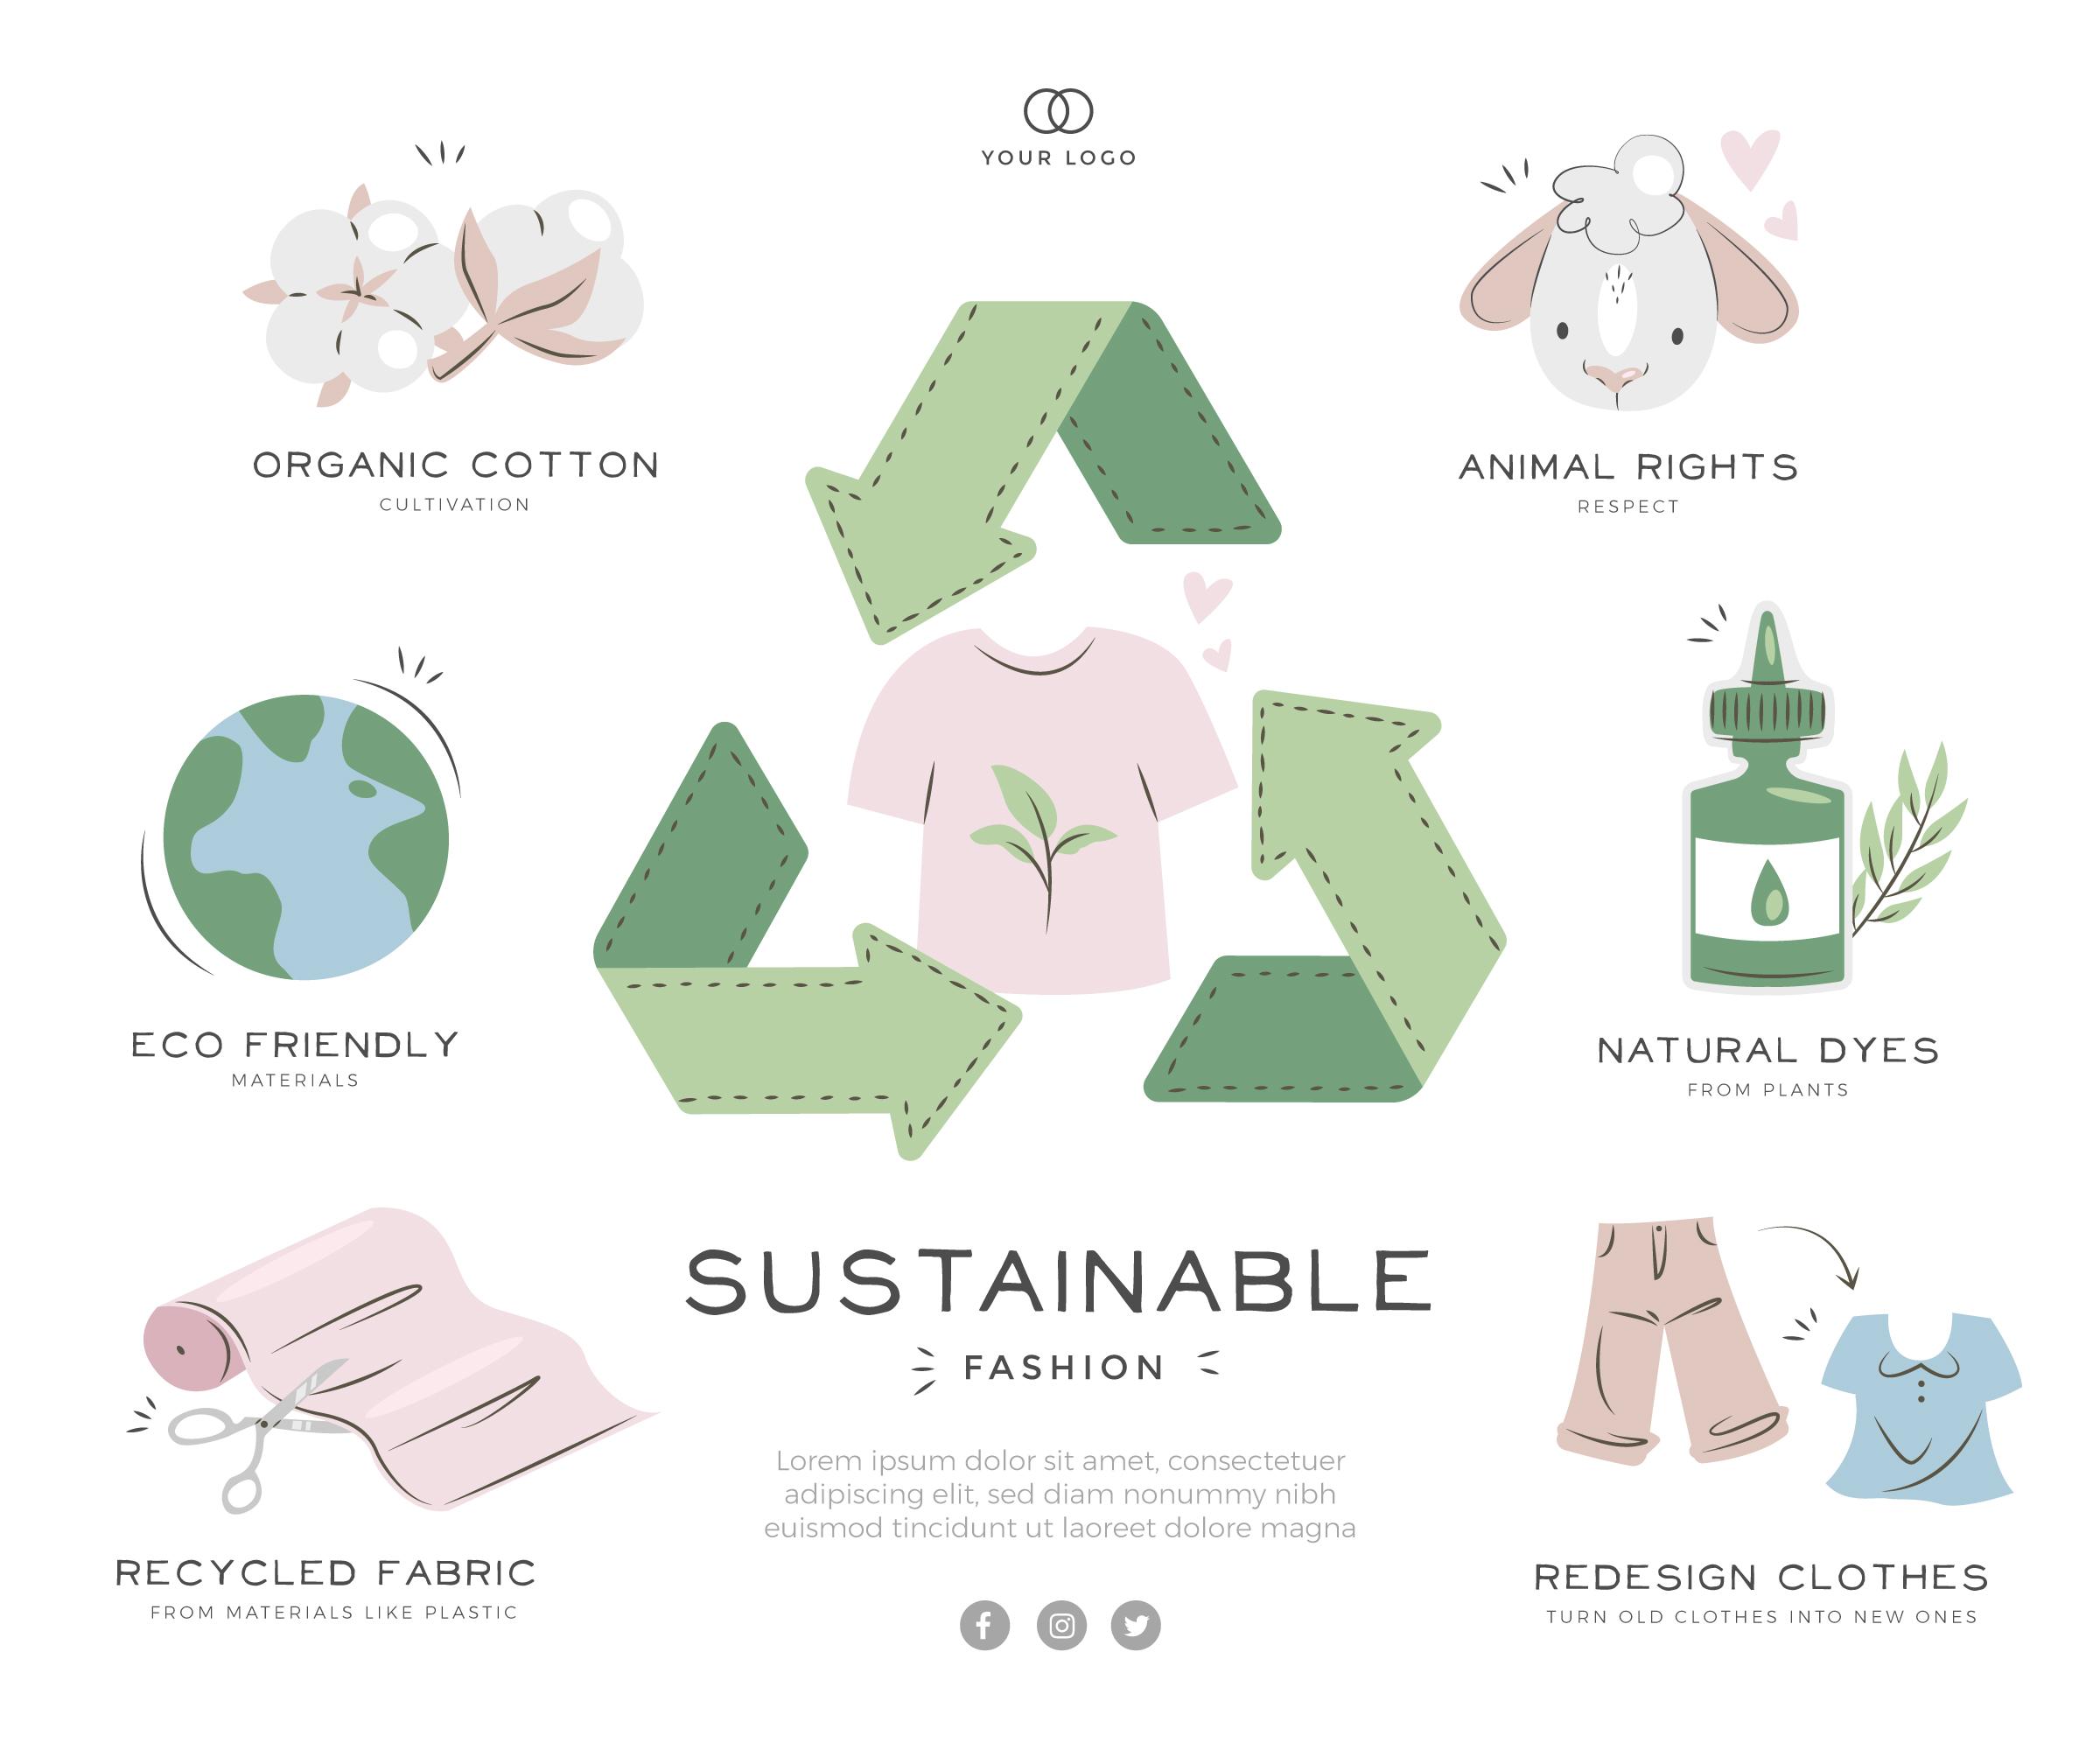 YOUR LOGO
ORGANIC COTTON
CULTIVATION
ANIMAL RIGHTS
RESPECT
ECO FRIENDLY
MATERIALS
NATURAL DYES
FROM PLANTS
SUSTAINABLE
FASHION
Lorem ipsum dolor sit amet, consectetuer
adipiscing elit, sed diam nonummy nibh
euismod tincidunt ut laoreet dolore magna
RECYCLED FABRIC
FROM MATERIALS LIKE PLASTIC
REDESIGN CLOTHES
TURN OLD CLOTHES INTO NEW ONES